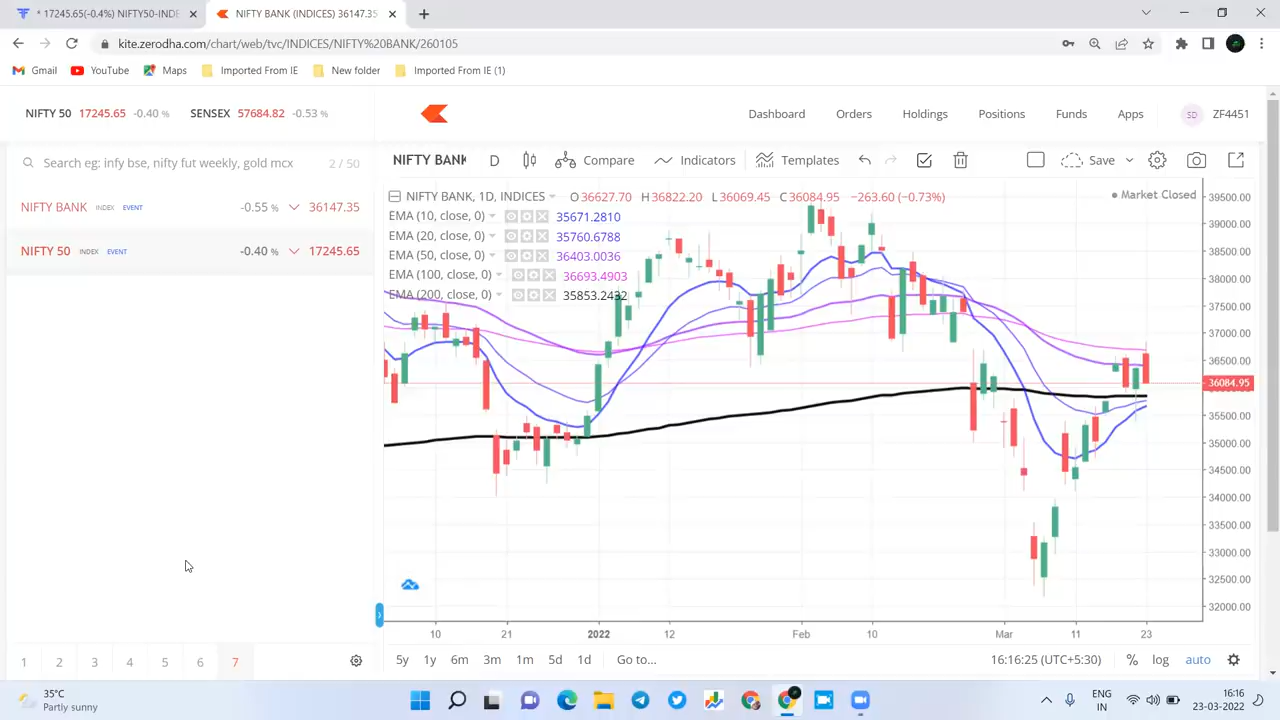 * 17245.65(-0.4%) NIFTY50-INDE
NIFTY BANK (INDICES) 36147.35
kite.zerodha.com/chart/web/tvc/INDICES/NIFTY%20BANK/260105
Gmail YouTube Maps Imported From IE New folder Imported From IE (1)
NIFTY 50 17245.65 -0.40 % SENSEX 57684.82 -0.53 %
Dashboard Orders Holdings Positions Funds Apps SD ZF4451
Search eg: infy bse, nifty fut weekly, gold mcx 2 / 50
NIFTY BANK D Compare Indicators Templates Save
NIFTY BANK INDEX EVENT -0.55 % 36147.35
NIFTY 50 INDEX EVENT -0.40 % 17245.65
NIFTY BANK, 1D, INDICES O36627.70 H36822.20 L36069.45 C36084.95 −263.60 (−0.73%)
Market Closed
EMA (10, close, 0) 35671.2810
EMA (20, close, 0) 35760.6788
EMA (50, close, 0) 36403.0036
EMA (100, close, 0) 36693.4903
EMA (200, close, 0) 35853.2432
39500.00
39000.00
38500.00
38000.00
37500.00
37000.00
36500.00
36084.95
35500.00
35000.00
34500.00
34000.00
33500.00
33000.00
32500.00
32000.00
10 21 2022 12 Feb 10 Mar 11 23
1 2 3 4 5 6 7
5y 1y 6m 3m 1m 5d 1d Go to... 16:16:25 (UTC+5:30) % log auto
35°C
Partly sunny
ENG
IN
16:16
23-03-2022